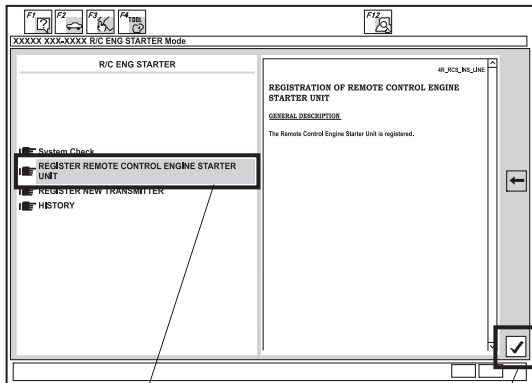 F1 F2 F3 F4 TOOL F12
XXXXX XXX-XXXX R/C ENG STARTER Mode
R/C ENG STARTER
System Check
REGISTER REMOTE CONTROL ENGINE STARTER
UNIT
REGISTER NEW TRANSMITTER
HISTORY
4R_RCS_INS_LINE
REGISTRATION OF REMOTE CONTROL ENGINE
STARTER UNIT
GENERAL DESCRIPTION
The Remote Control Engine Starter Unit is registered.